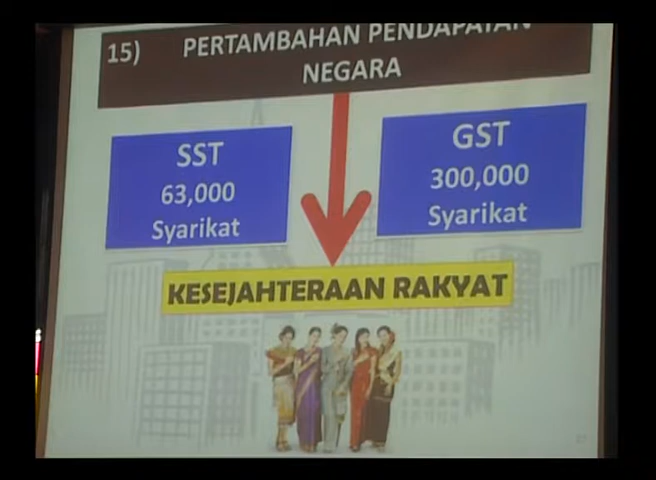 15) PERTAMBAHAN PENDAPATAN
NEGARA
SST
63,000
Syarikat
GST
300,000
Syarikat
KESEJAHTERAAN RAKYAT